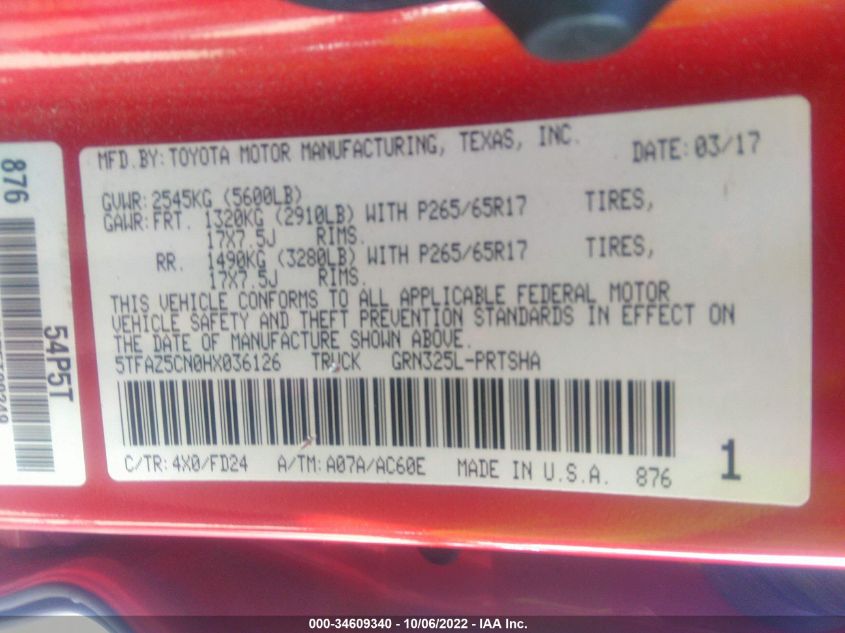 MFD.BY: TOYOTA MOTOR MANUFACTURING, TEXAS, INC. DATE: 03/17
GVWR: 2545KG (5600LB)
GAWR: FRT. 1320KG (2910LB) WITH P265/65R17 TIRES,
17X7.5J RIMS.
RR. 1490KG (3280LB) WITH P265/65R17 TIRES,
17X7.5J RIMS.
THIS VEHICLE CONFORMS TO ALL APPLICABLE FEDERAL MOTOR
VEHICLE SAFETY AND THEFT PREVENTION STANDARDS IN EFFECT ON
THE DATE OF MANUFACTURE SHOWN ABOVE.
5TFAZ5CN0HX036126 TRUCK GRN325L-PRTSHA
C/TR: 4X0/FD24 A/TM: A07A/AC60E MADE IN U.S.A. 876 1
876
54P5T
000-34609340 - 10/06/2022 - IAA Inc.